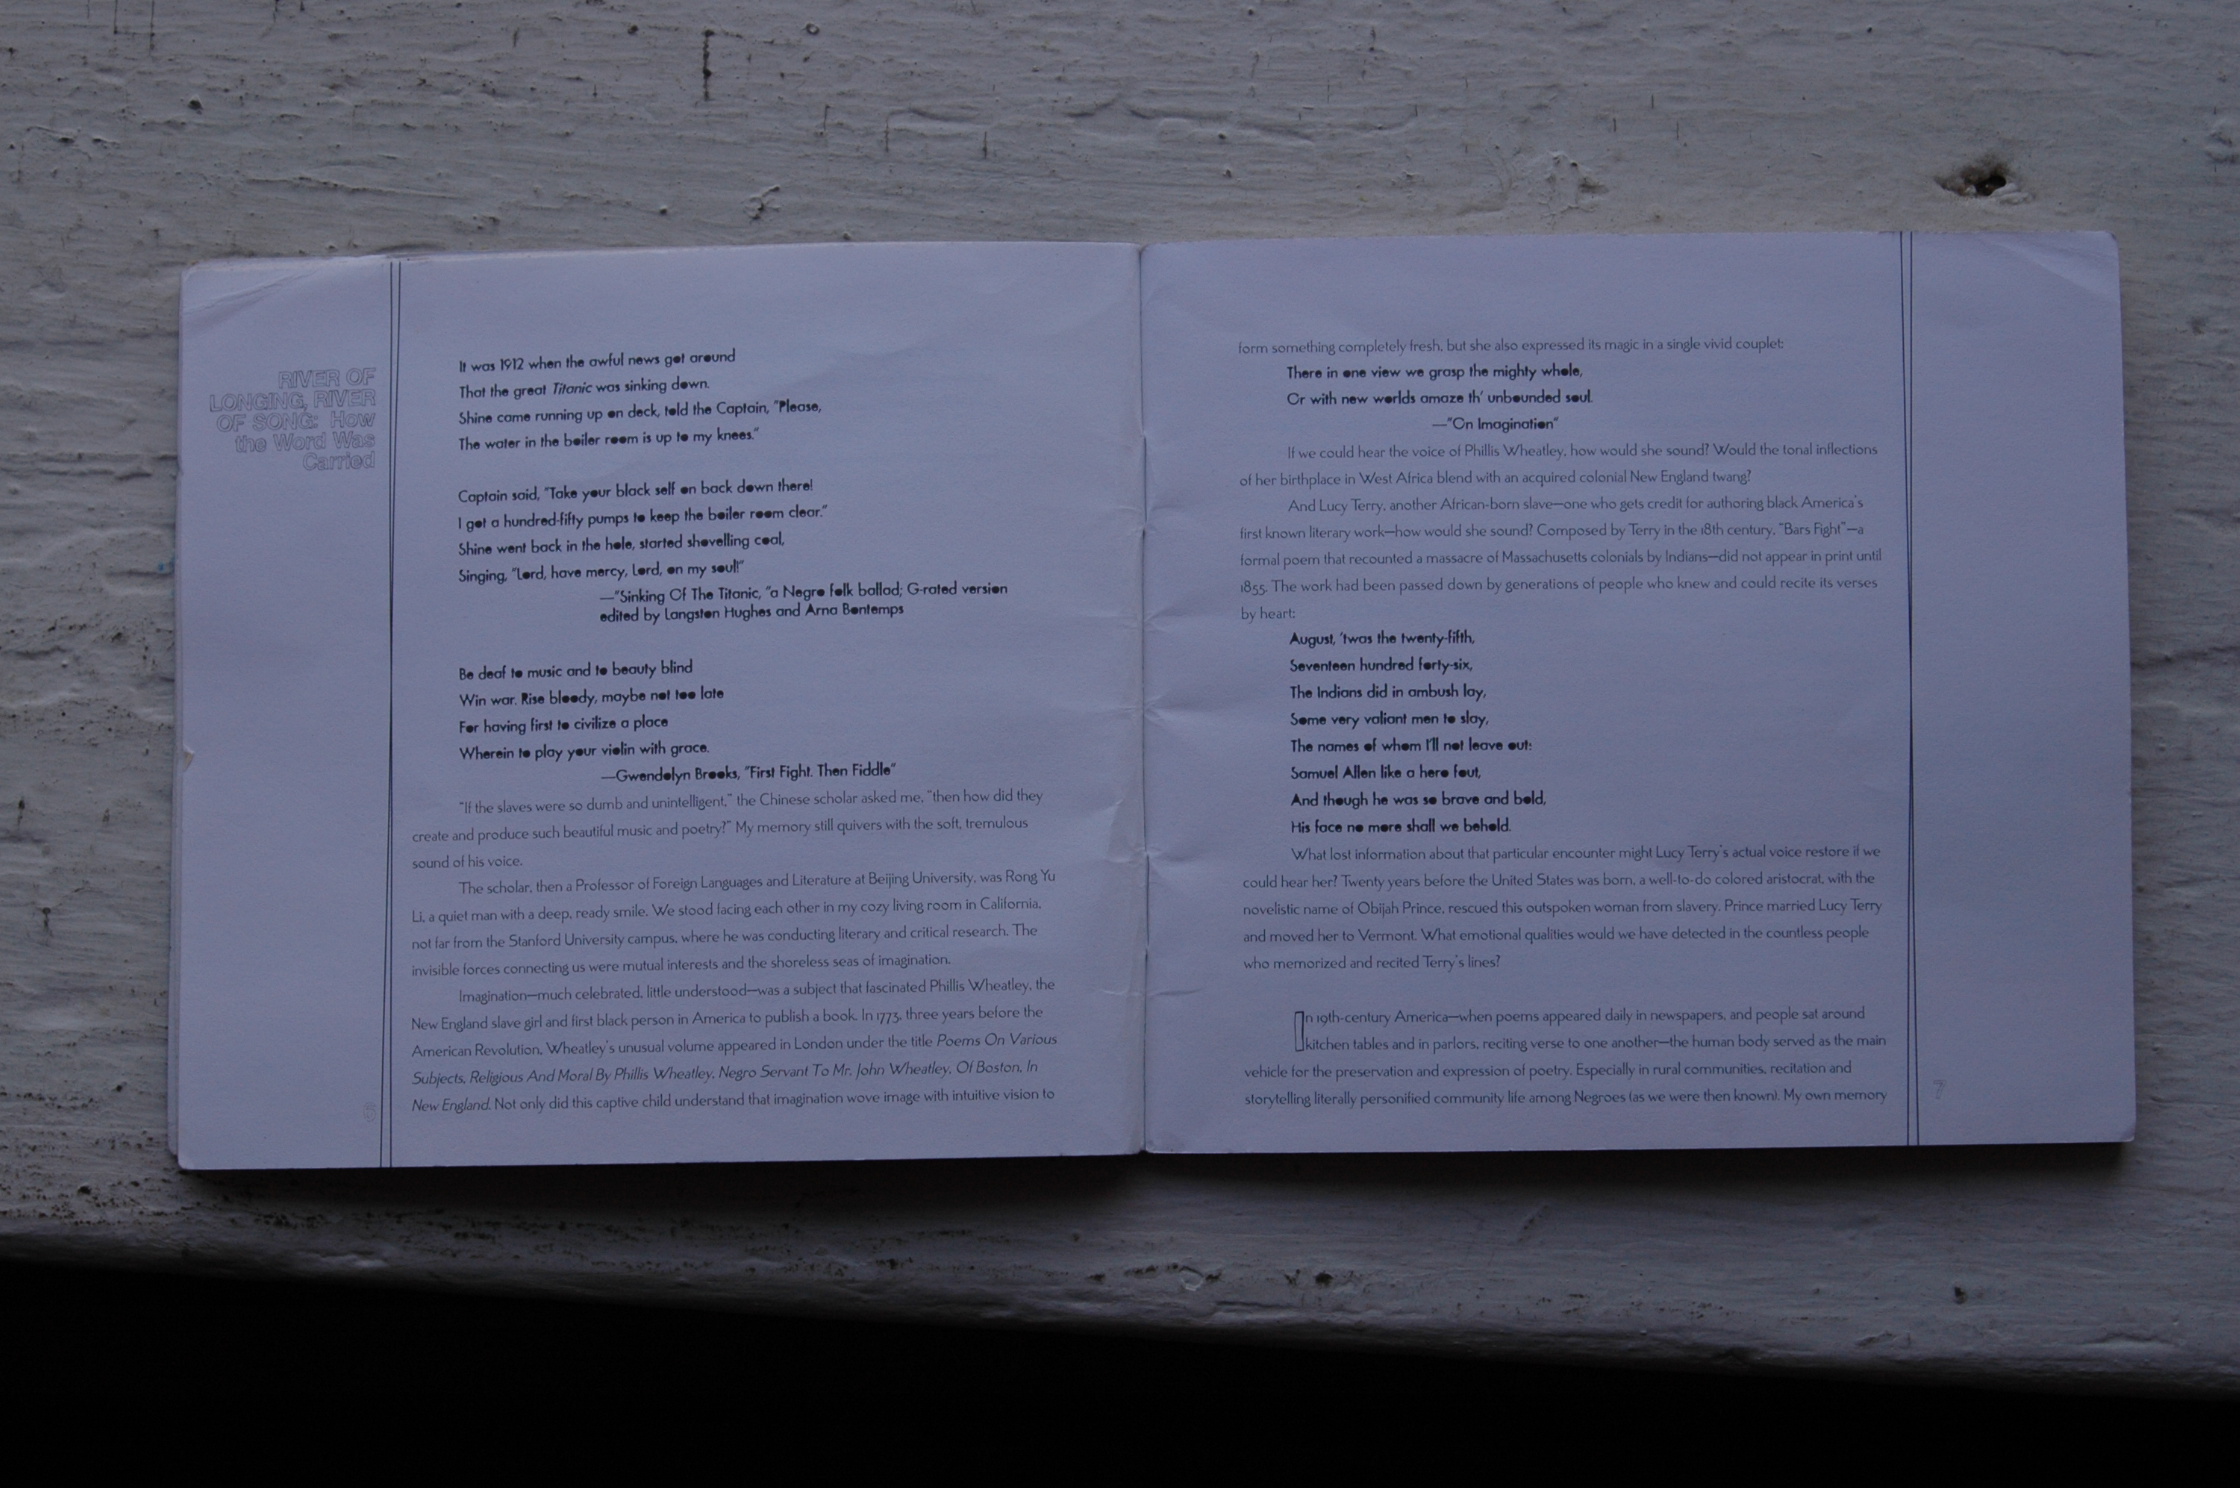 RIVER OF
LONGING, RIVER
OF SONG: How
the Word Was
Carried
It was 1912 when the awful news got around
That the great Titanic was sinking down.
Shine came running up on deck, told the Captain, "Please,
The water in the boiler room is up to my knees."
Captain said, "Take your black self on back down there!
I got a hundred-fifty pumps to keep the boiler room clear."
Shine went back in the hole, started shovelling coal,
Singing, "Lord, have mercy, Lord, on my soul!"
—"Sinking Of The Titanic, "a Negro folk ballad; G-rated version
edited by Langston Hughes and Arna Bontemps
Be deaf to music and to beauty blind
Win war. Rise bloody, maybe not too late
For having first to civilize a place
Wherein to play your violin with grace.
—Gwendolyn Brooks, "First Fight. Then Fiddle"
"If the slaves were so dumb and unintelligent," the Chinese scholar asked me, "then how did they
create and produce such beautiful music and poetry?" My memory still quivers with the soft, tremulous
sound of his voice.
The scholar, then a Professor of Foreign Languages and Literature at Beijing University, was Rong Yu
Li, a quiet man with a deep, ready smile. We stood facing each other in my cozy living room in California,
not far from the Stanford University campus, where he was conducting literary and critical research. The
invisible forces connecting us were mutual interests and the shoreless seas of imagination.
Imagination—much celebrated, little understood—was a subject that fascinated Phillis Wheatley, the
New England slave girl and first black person in America to publish a book. In 1773, three years before the
American Revolution, Wheatley's unusual volume appeared in London under the title Poems On Various
Subjects, Religious And Moral By Phillis Wheatley, Negro Servant To Mr. John Wheatley, Of Boston, In
New England. Not only did this captive child understand that imagination wove image with intuitive vision to
6
form something completely fresh, but she also expressed its magic in a single vivid couplet:
There in one view we grasp the mighty whole,
Or with new worlds amaze th' unbounded soul.
—"On Imagination"
If we could hear the voice of Phillis Wheatley, how would she sound? Would the tonal inflections
of her birthplace in West Africa blend with an acquired colonial New England twang?
And Lucy Terry, another African-born slave—one who gets credit for authoring black America's
first known literary work—how would she sound? Composed by Terry in the 18th century, "Bars Fight"—a
formal poem that recounted a massacre of Massachusetts colonials by Indians—did not appear in print until
1855. The work had been passed down by generations of people who knew and could recite its verses
by heart:
August, 'twas the twenty-fifth,
Seventeen hundred forty-six,
The Indians did in ambush lay,
Some very valiant men to slay,
The names of whom I'll not leave out:
Samuel Allen like a hero fout,
And though he was so brave and bold,
His face no more shall we behold.
What lost information about that particular encounter might Lucy Terry's actual voice restore if we
could hear her? Twenty years before the United States was born, a well-to-do colored aristocrat, with the
novelistic name of Obijah Prince, rescued this outspoken woman from slavery. Prince married Lucy Terry
and moved her to Vermont. What emotional qualities would we have detected in the countless people
who memorized and recited Terry's lines?
In 19th-century America—when poems appeared daily in newspapers, and people sat around
kitchen tables and in parlors, reciting verse to one another—the human body served as the main
vehicle for the preservation and expression of poetry. Especially in rural communities, recitation and
storytelling literally personified community life among Negroes (as we were then known). My own memory
7